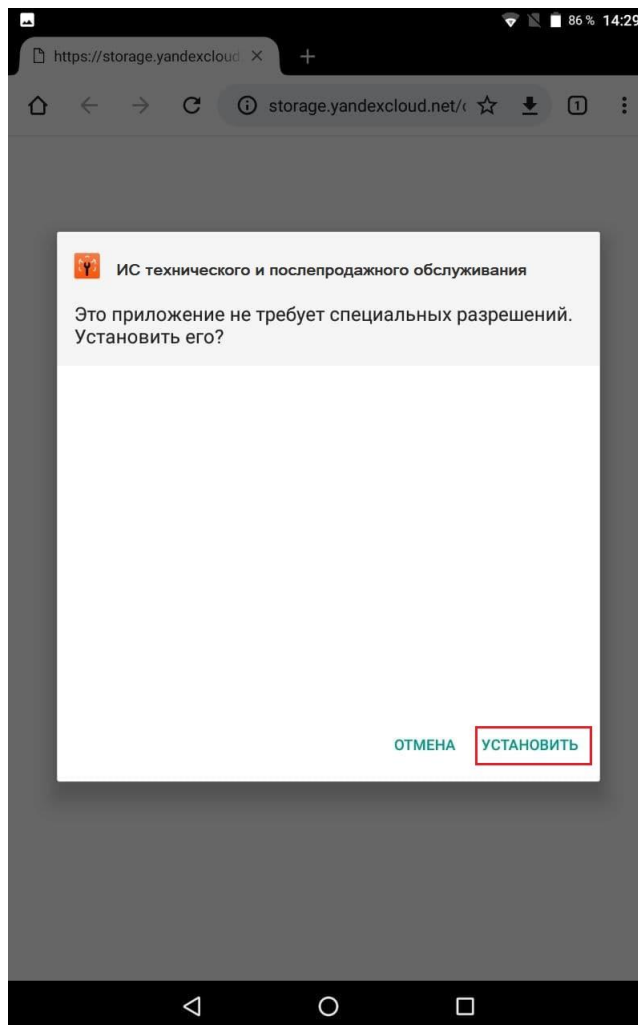 86 % 14:29
https://storage.yandexcloud.
storage.yandexcloud.net/
1
ИС технического и послепродажного обслуживания
Это приложение не требует специальных разрешений.
Установить его?
ОТМЕНА УСТАНОВИТЬ